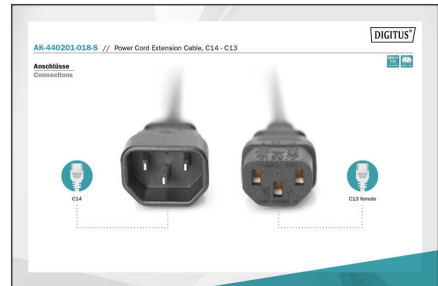 DIGITUS®
AK-440201-018-S // Power Cord Extension Cable, C14 - C13
Anschlüsse
Connections
C14
C13 female